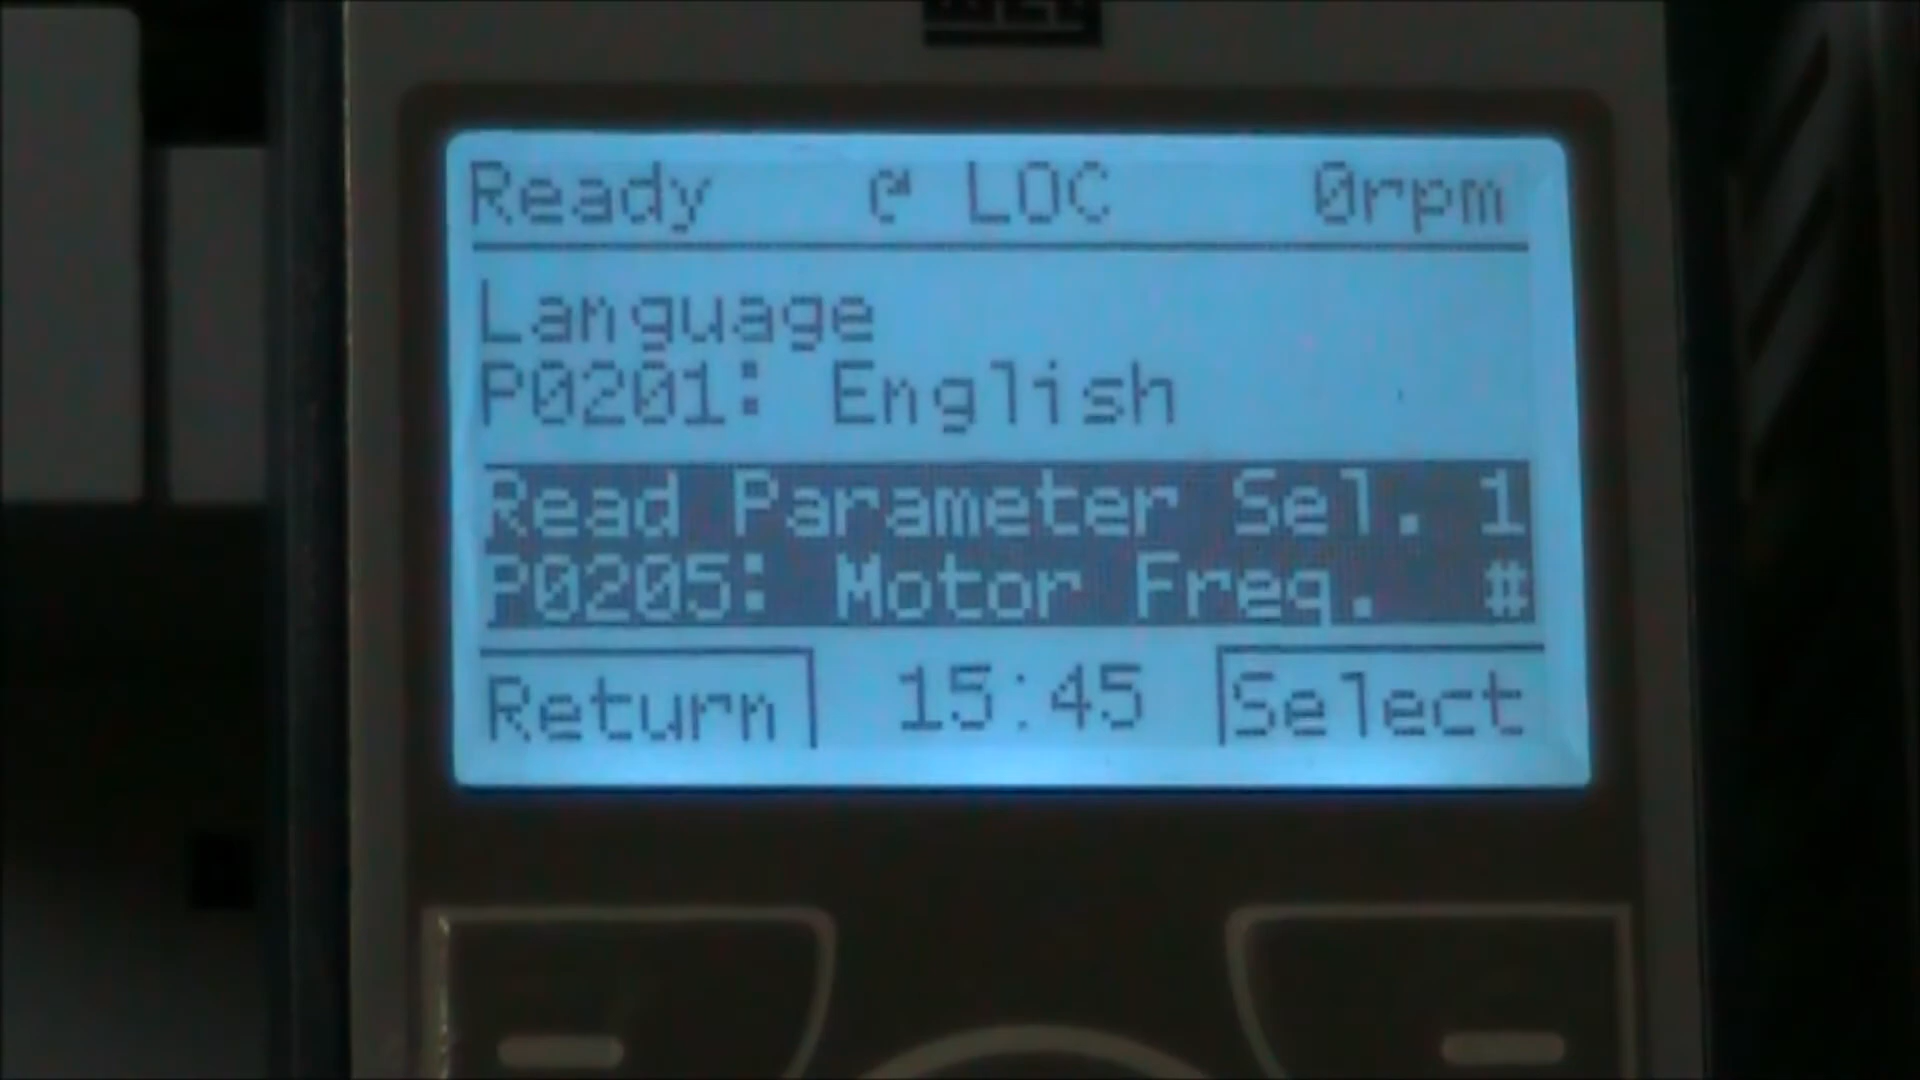 Ready LOC 0rpm
Language
P0201: English
Read Parameter Sel. 1
P0205: Motor Freq. #
Return 15:45 Select